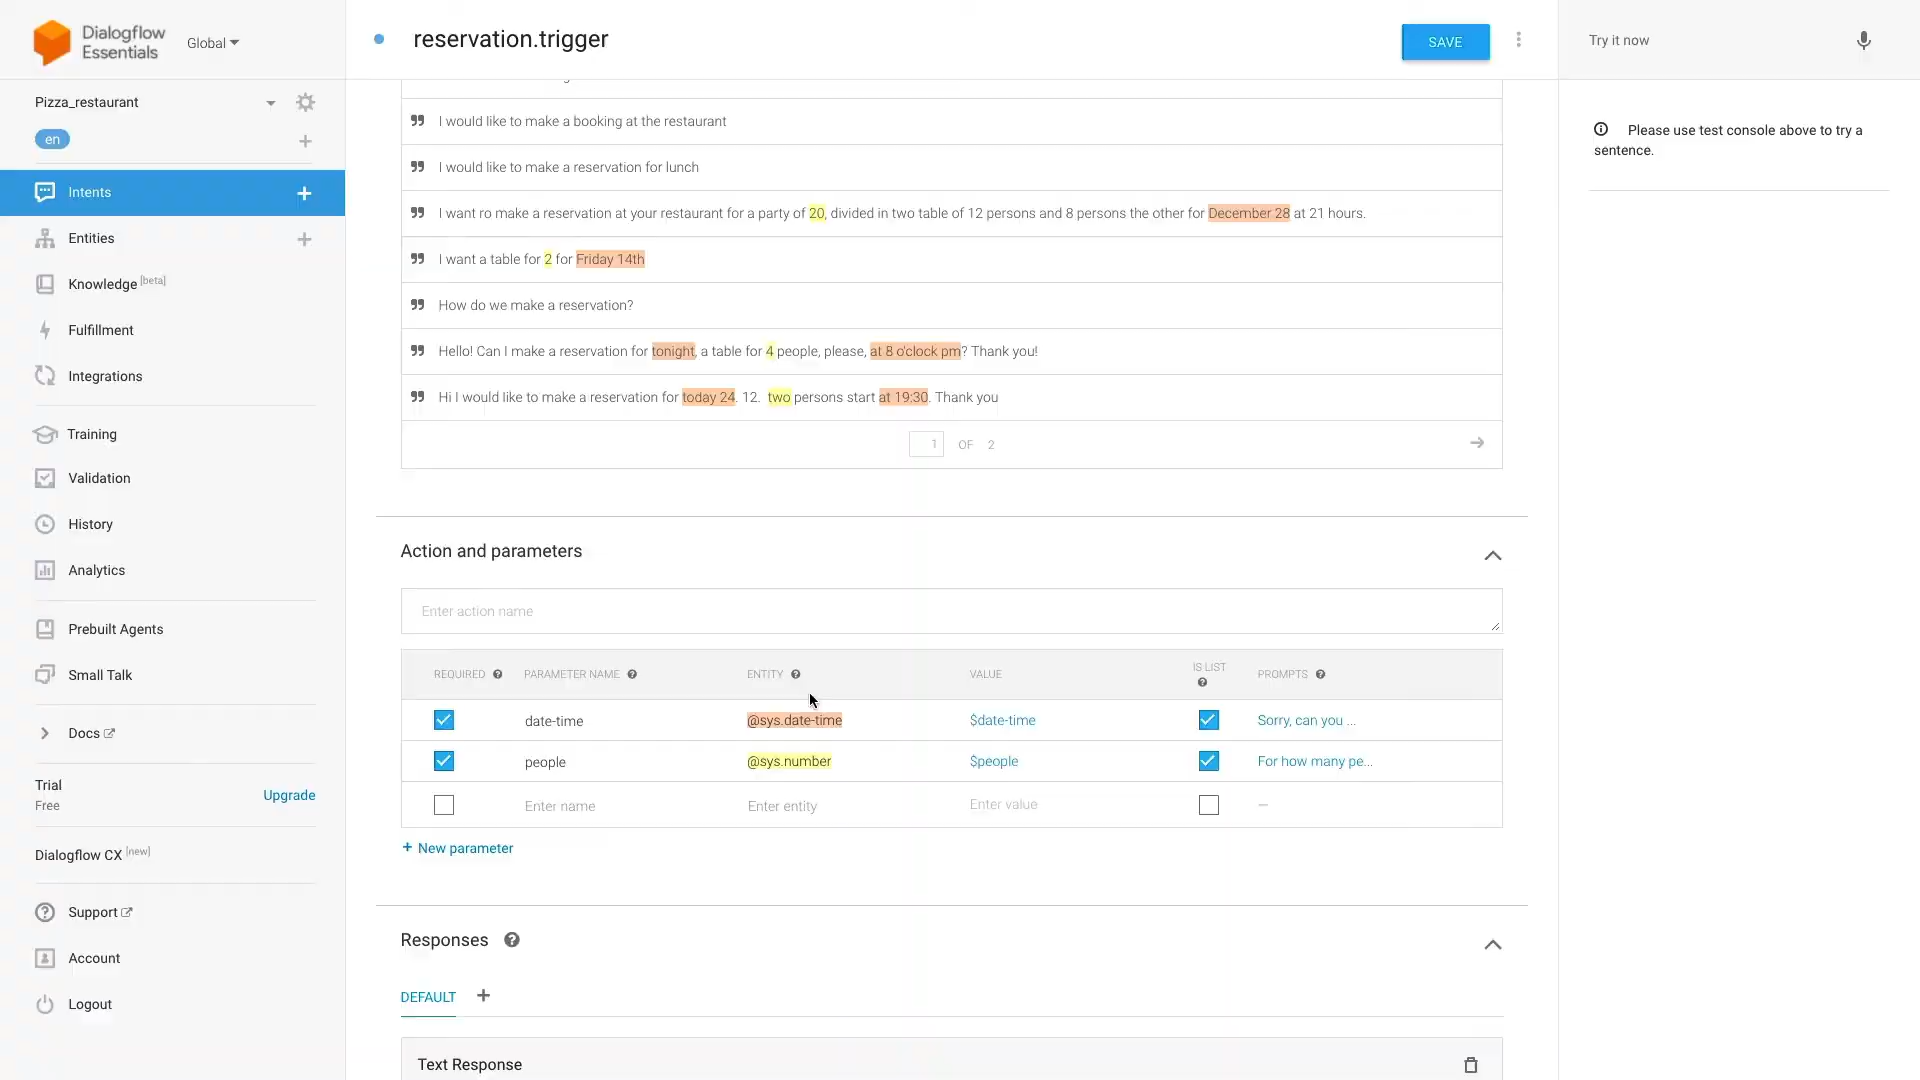 Dialogflow
Essentials
Global
reservation.trigger
SAVE
Try it now
Pizza_restaurant
en
Intents
Entities
Knowledge [beta]
Fulfillment
Integrations
Training
Validation
History
Analytics
Prebuilt Agents
Small Talk
Docs
Trial
Free
Upgrade
Dialogflow CX [new]
Support
Account
Logout
I would like to make a booking at the restaurant
I would like to make a reservation for lunch
I want ro make a reservation at your restaurant for a party of 20, divided in two table of 12 persons and 8 persons the other for December 28 at 21 hours.
I want a table for 2 for Friday 14th
How do we make a reservation?
Hello! Can I make a reservation for tonight, a table for 4 people, please, at 8 o'clock pm? Thank you!
Hi I would like to make a reservation for today 24. 12. two persons start at 19:30. Thank you
1 OF 2
Action and parameters
Enter action name
REQUIRED PARAMETER NAME ENTITY VALUE IS LIST PROMPTS
date-time @sys.date-time $date-time Sorry, can you ...
people @sys.number $people For how many pe...
Enter name Enter entity Enter value –
+ New parameter
Responses
DEFAULT
Text Response
Please use test console above to try a
sentence.